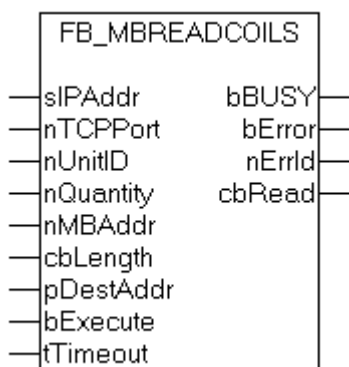 FB_MBREADCOILS
sIPAddr bBUSY
nTCPPort bError
nUnitID nErrId
nQuantity cbRead
nMBAddr
cbLength
pDestAddr
bExecute
tTimeout